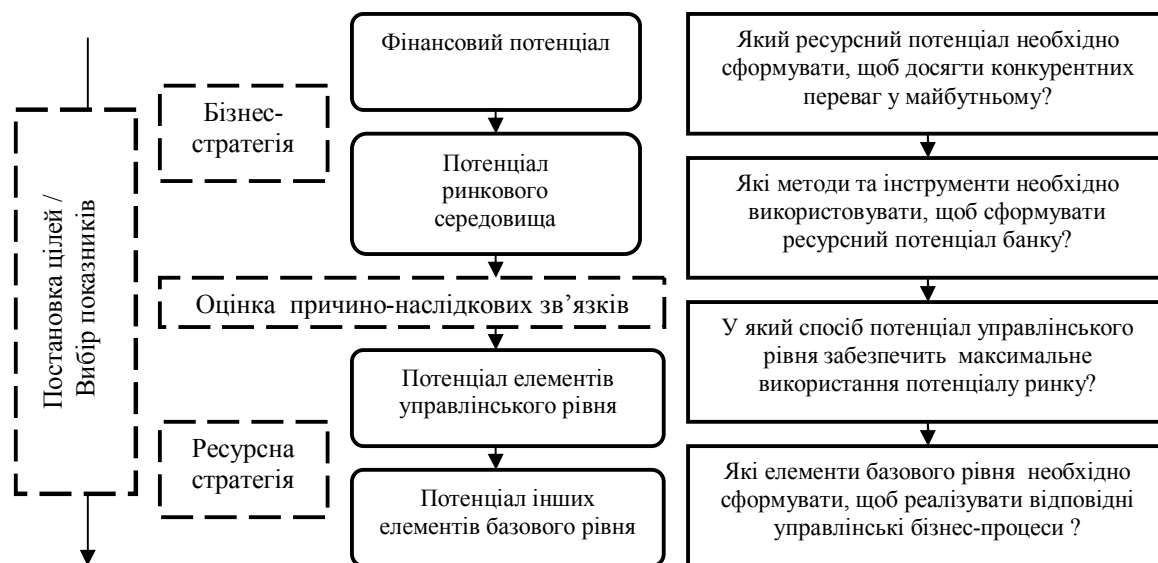 Постановка цілей /
Вибір показників
Бізнес-
стратегія
Ресурсна
стратегія
Фінансовий потенціал
Потенціал
ринкового
середовища
Оцінка причино-наслідкових зв’язків
Потенціал елементів
управлінського рівня
Потенціал інших
елементів базового рівня
Який ресурсний потенціал необхідно
сформувати, щоб досягти конкурентних
переваг у майбутньому?
Які методи та інструменти необхідно
використовувати, щоб сформувати
ресурсний потенціал банку?
У який спосіб потенціал управлінського
рівня забезпечить максимальне
використання потенціалу ринку?
Які елементи базового рівня необхідно
сформувати, щоб реалізувати відповідні
управлінські бізнес-процеси ?